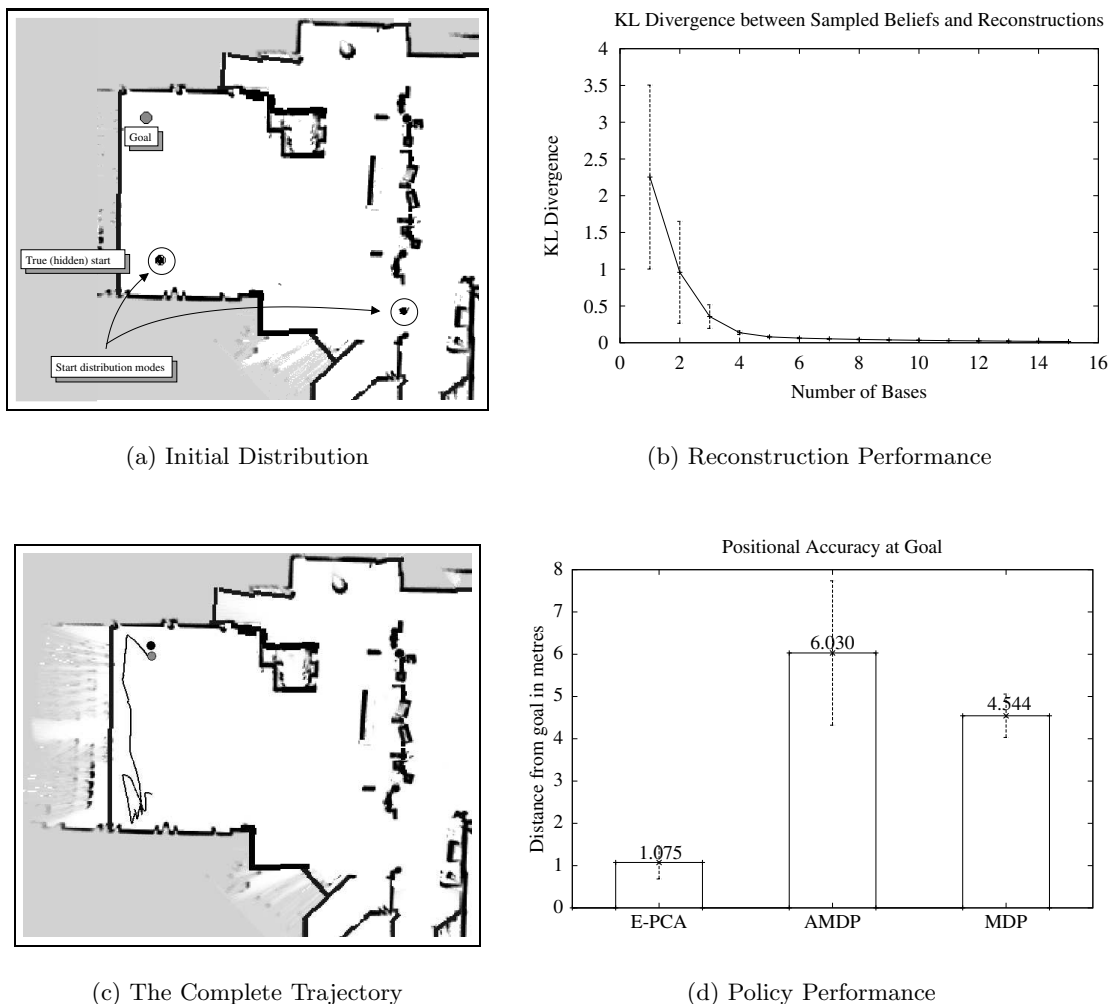 Goal
True (hidden) start
Start distribution modes
(a) Initial Distribution
KL Divergence between Sampled Beliefs and Reconstructions
KL Divergence
4
3.5
3
2.5
2
1.5
1
0.5
0
0 2 4 6 8 10 12 14 16
Number of Bases
(b) Reconstruction Performance
(c) The Complete Trajectory
Positional Accuracy at Goal
Distance from goal in metres
8
7
6
5
4
3
2
1
0
1.075
6.030
4.544
E-PCA AMDP MDP
(d) Policy Performance